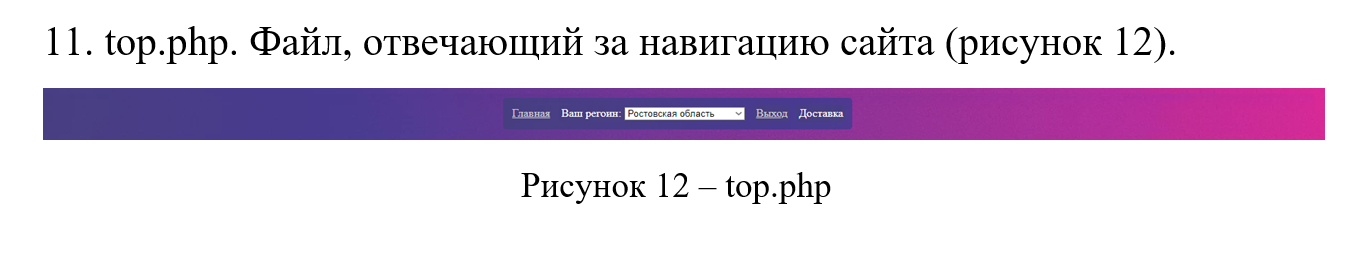 11. top.php. Файл, отвечающий за навигацию сайта (рисунок 12).
Главная Ваш регоин: Ростовская область Выход Доставка
Рисунок 12 – top.php